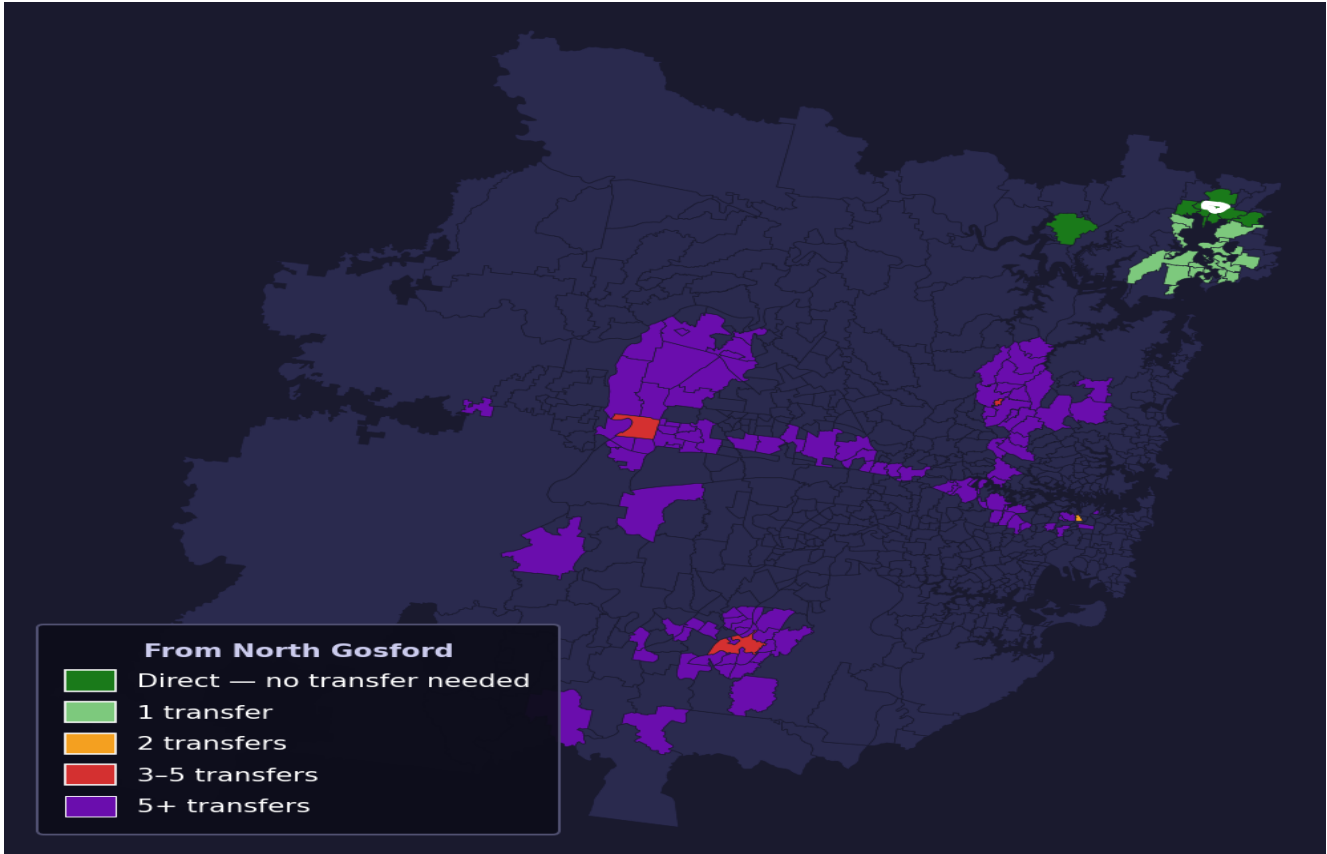 From North Gosford
Direct — no transfer needed
1 transfer
2 transfers
3–5 transfers
5+ transfers